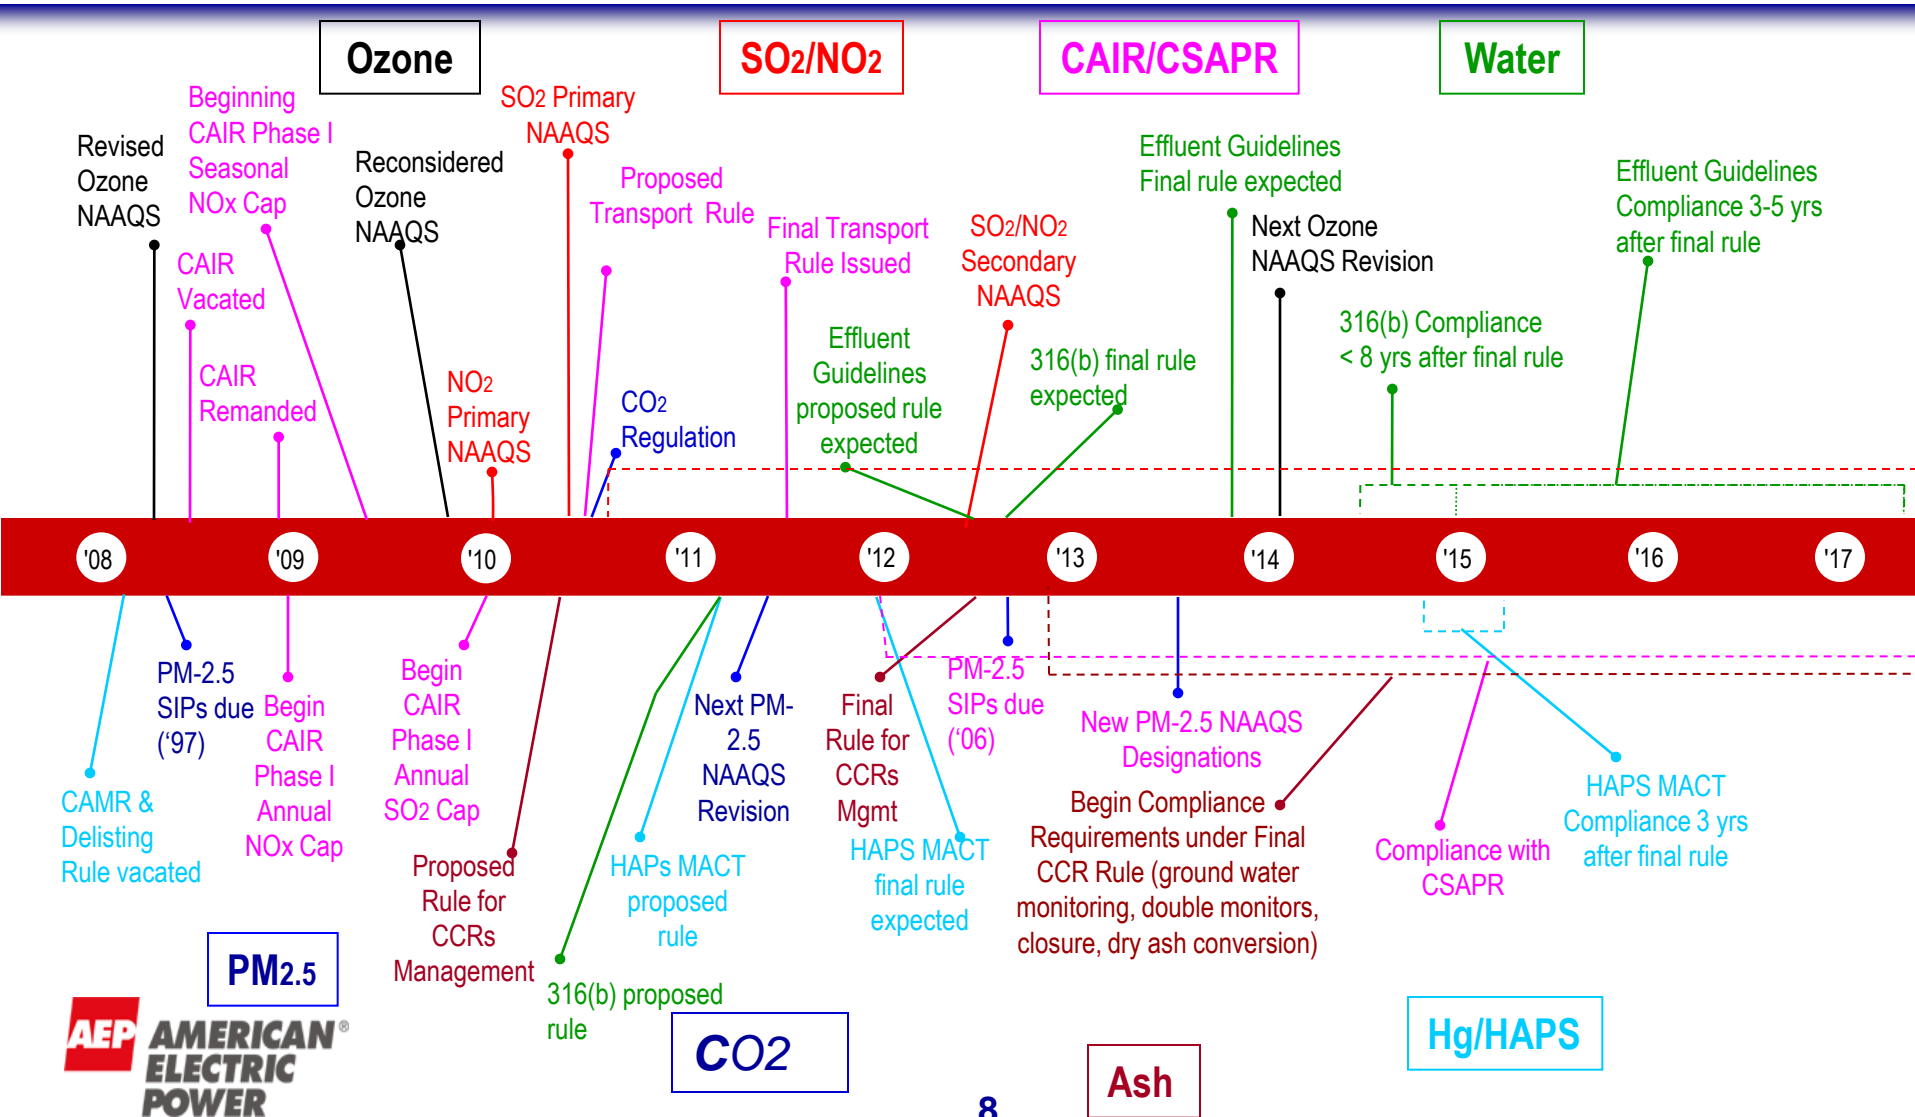 Ozone
SO2/NO2
CAIR/CSAPR
Water
Beginning
CAIR Phase I
Seasonal
NOx Cap
SO2 Primary
NAAQS
Revised
Ozone
NAAQS
Reconsidered
Ozone
NAAQS
Proposed
Transport Rule
Effluent Guidelines
Final rule expected
Effluent Guidelines
Compliance 3-5 yrs
after final rule
CAIR
Vacated
Final Transport
Rule Issued
SO2/NO2
Secondary
NAAQS
Next Ozone
NAAQS Revision
CAIR
Remanded
NO2
Primary
NAAQS
CO2
Regulation
Effluent
Guidelines
proposed rule
expected
316(b) final rule
expected
316(b) Compliance
< 8 yrs after final rule
'08
'09
'10
'11
'12
'13
'14
'15
'16
'17
PM-2.5
SIPs due
(‘97)
CAMR &
Delisting
Rule vacated
Begin
CAIR
Phase I
Annual
NOx Cap
Begin
CAIR
Phase I
Annual
SO2 Cap
Proposed
Rule for
CCRs
Management
Next PM-
2.5
NAAQS
Revision
HAPs MACT
proposed
rule
316(b) proposed
rule
Final
Rule for
CCRs
Mgmt
HAPS MACT
final rule
expected
PM-2.5
SIPs due
(‘06)
New PM-2.5 NAAQS
Designations
Begin Compliance
Requirements under Final
CCR Rule (ground water
monitoring, double monitors,
closure, dry ash conversion)
Compliance with
CSAPR
HAPS MACT
Compliance 3 yrs
after final rule
PM2.5
CO2
Ash
Hg/HAPS
AEP
AMERICAN®
ELECTRIC
POWER
8